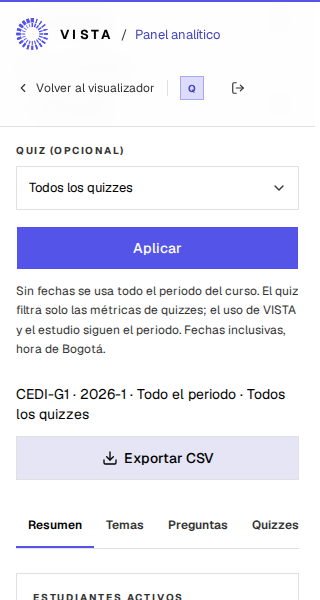 VISTA / Panel analítico
Volver al visualizador Q
QUIZ (OPCIONAL)
Todos los quizzes
Aplicar
Sin fechas se usa todo el periodo del curso. El quiz
filtra solo las métricas de quizzes; el uso de VISTA
y el estudio siguen el periodo. Fechas inclusivas,
hora de Bogotá.
CEDI-G1 · 2026-1 · Todo el periodo · Todos
los quizzes
Exportar CSV
Resumen Temas Preguntas Quizzes
ESTUDIANTES ACTIVOS